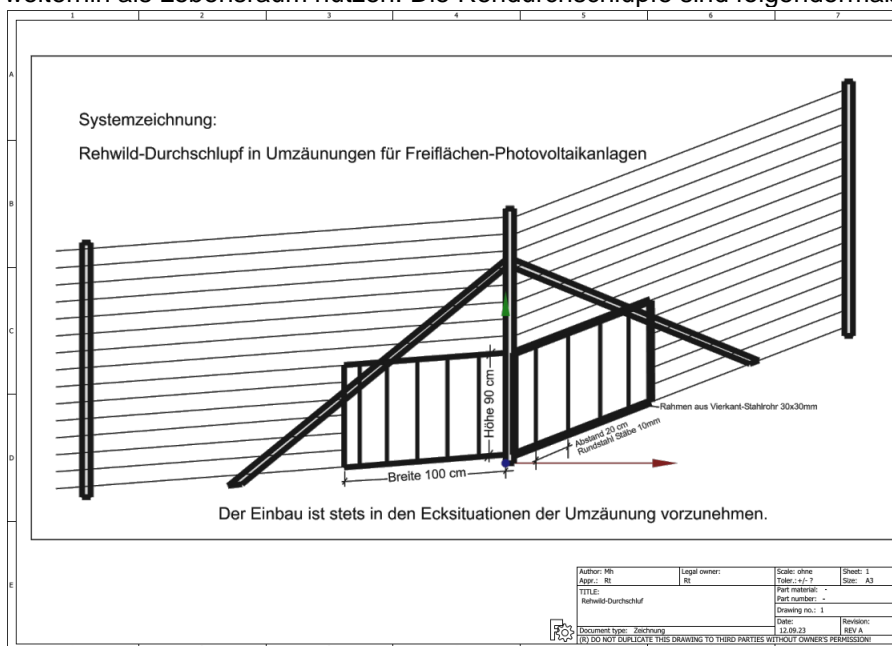 weiterhin als Lebensraum nutzen. Die Rehdurchschlüpfe sind folgendermaß
1 2 3 4 5 6 7
A
Systemzeichnung:
Rehwild-Durchschlupf in Umzäunungen für Freiflächen-Photovoltaikanlagen
B
C
Höhe 90 cm
Rahmen aus Vierkant-Stahlrohr 30x30mm
Abstand 20 cm
Rundstahl Stäbe 10mm
D
Breite 100 cm
Der Einbau ist stets in den Ecksituationen der Umzäunung vorzunehmen.
E
Author: Mh Legal owner: Scale: ohne Sheet: 1
Appr.: Rt Rt Toler.: +/- ? Size: A3
TITLE: Part material: -
Rehwild-Durchschluf Part number: -
Drawing no.: 1
Date: Revision:
Document type: Zeichnung 12.09.23 REV A
(R) DO NOT DUPLICATE THIS DRAWING TO THIRD PARTIES WITHOUT OWNER'S PERMISSION!